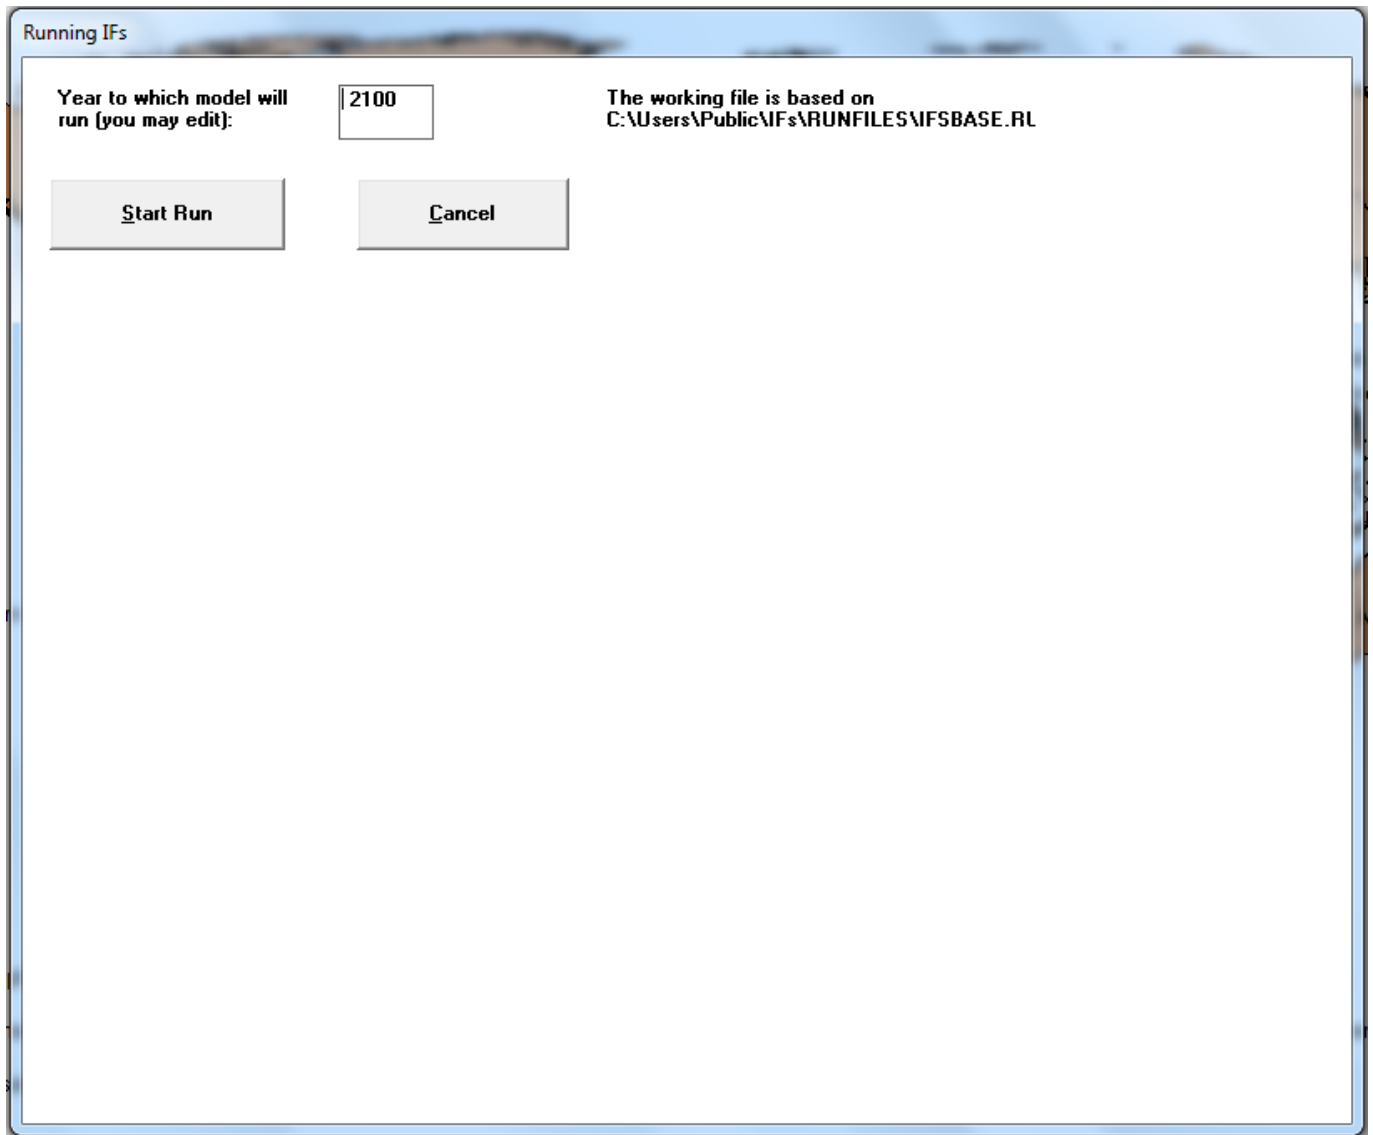 Running IFs
Year to which model will
run (you may edit):
2100
The working file is based on
C:\Users\Public\IFs\RUNFILES\IFSBASE.RL
Start Run
Cancel